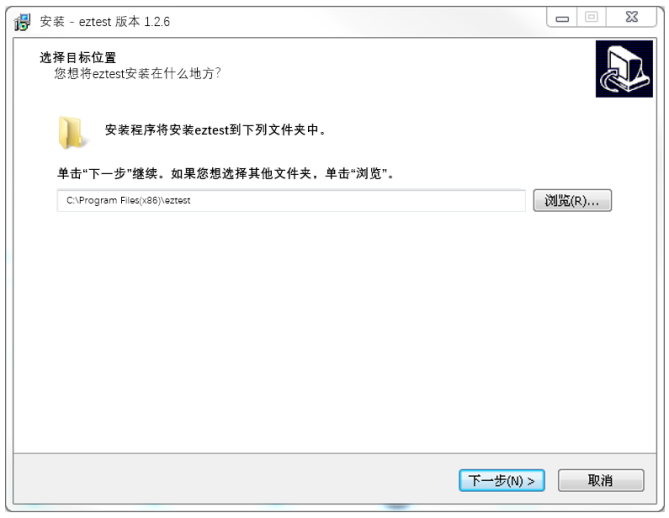 安装 - eztest 版本 1.2.6
选择目标位置
您想将eztest安装在什么地方?
安装程序将安装eztest到下列文件夹中。
单击“下一步”继续。如果您想选择其他文件夹，单击“浏览”。
C:\Program Files(x86)\eztest
浏览(R)...
下一步(N) >
取消